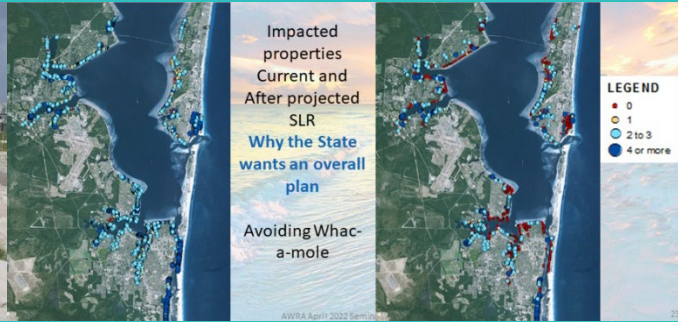 Impacted
properties
Current and
After projected
SLR
Why the State
wants an overall
plan
Avoiding Whac-
a-mole
LEGEND
0
1
2 to 3
4 or more
AWRA April 2022 Semin